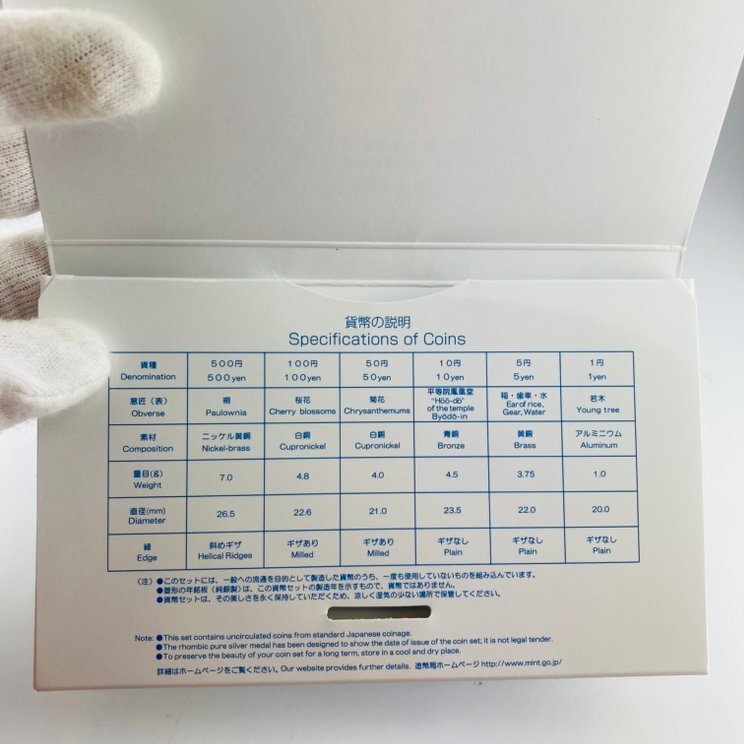 貨幣の説明
Specifications of Coins
貨種 500円 100円 50円 10円 5円 1円
Denomination 500yen 100yen 50yen 10yen 5yen 1yen
意匠(表) 桐 桜花 菊花 平等院鳳凰堂 稲・歯車・水 若木
Obverse Paulownia Cherry blossoms Chrysanthemums "Hōō-dō" of the temple Byōdō-in Ear of rice, Gear, Water Young tree
素材 ニッケル黄銅 白銅 白銅 青銅 黄銅 アルミニウム
Composition Nickel-brass Cupronickel Cupronickel Bronze Brass Aluminum
量目(g) Weight 7.0 4.8 4.0 4.5 3.75 1.0
直径(mm) Diameter 26.5 22.6 21.0 23.5 22.0 20.0
縁 斜めギザ ギザあり ギザあり ギザなし ギザなし ギザなし
Edge Helical Ridges Milled Milled Plain Plain Plain
(注) ●このセットには、一般への流通を目的として製造した貨幣のうち、一度も使用していないものを組み込んでいます。
●菱形の年銘板(純銀製)は、この貨幣セットの製造年を示すもので、貨幣ではありません。
●貨幣セットは、その美しさを永く保持していただくため、涼しく湿気の少ない場所で保管してください。
Note: ●This set contains uncirculated coins from standard Japanese coinage.
●The rhombic pure silver medal has been designed to show the date of issue of the coin set; it is not legal tender.
●To preserve the beauty of your coin set for a long term, store in a cool and dry place.
詳細はホームページをご覧ください。Our website provides further details. 造幣局ホームページ http://www.mint.go.jp/